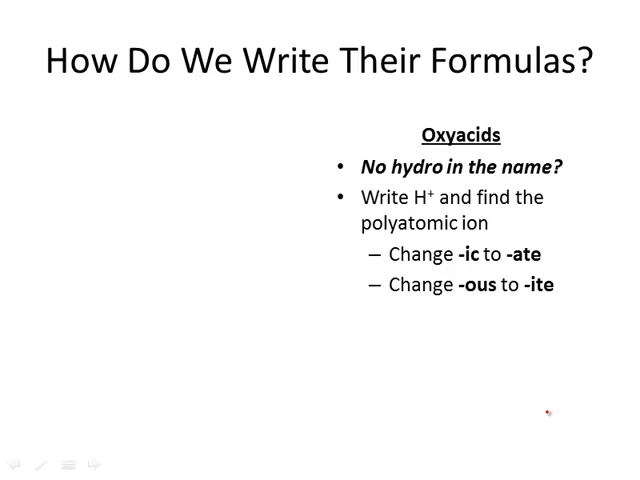 How Do We Write Their Formulas?
Oxyacids
• No hydro in the name?
• Write H⁺ and find the
polyatomic ion
– Change -ic to -ate
– Change -ous to -ite